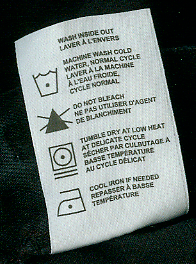 WASH INSIDE OUT
LAVER À L'ENVERS
MACHINE WASH COLD
WATER, NORMAL CYCLE
LAVER À LA MACHINE
À L'EAU FROIDE,
CYCLE NORMAL
DO NOT BLEACH
NE PAS UTILISER D'AGENT
DE BLANCHIMENT
TUMBLE DRY AT LOW HEAT
AT DELICATE CYCLE
SÉCHER PAR CULBUTAGE À
BASSE TEMPÉRATURE
AU CYCLE DÉLICAT
COOL IRON IF NEEDED
REPASSER À BASSE
TEMPÉRATURE